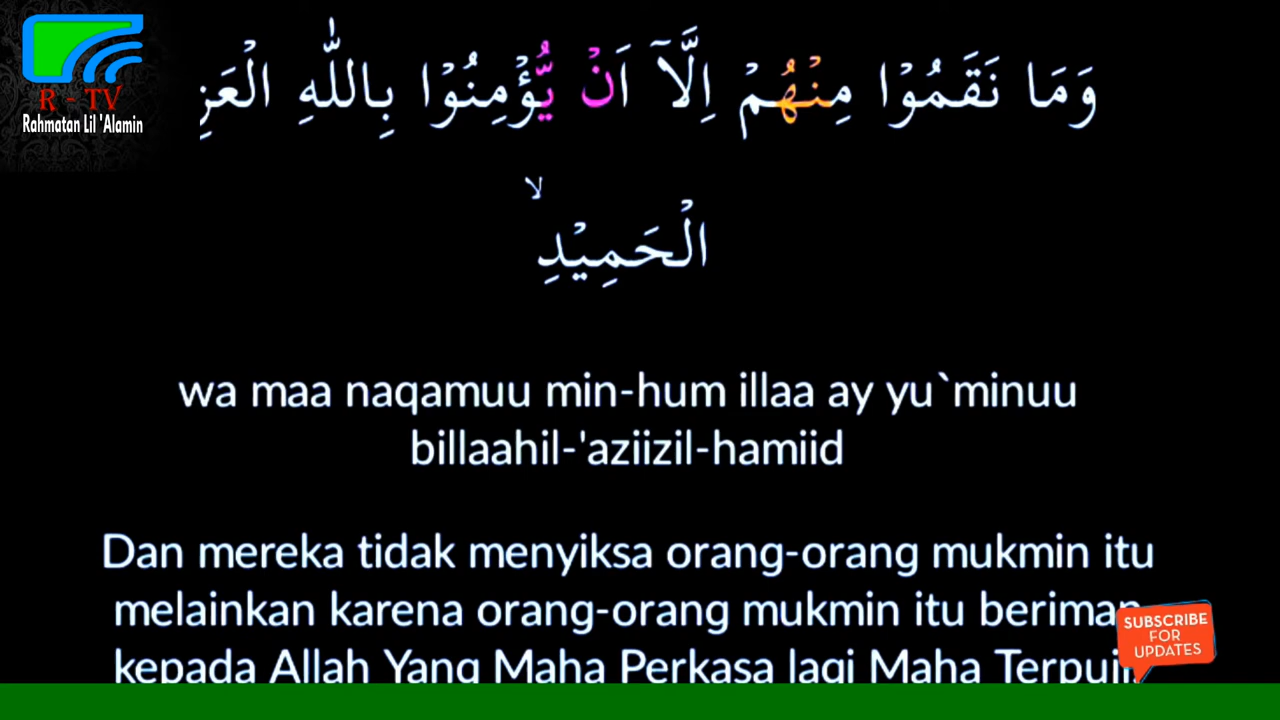 R - TV
Rahmatan Lil 'Alamin
وَمَا نَقَمُوْا مِنْهُمْ اِلَّآ اَنْ يُّؤْمِنُوْا بِاللّٰهِ
الْحَمِيْدِۙ
wa maa naqamuu min-hum illaa ay yu`minuu
billaahil-'aziizil-hamiid
Dan mereka tidak menyiksa orang-orang mukmin itu
melainkan karena orang-orang mukmin itu beriman
kepada Allah Yang Maha Perkasa lagi Maha Terpuji.
SUBSCRIBE
FOR
UPDATES